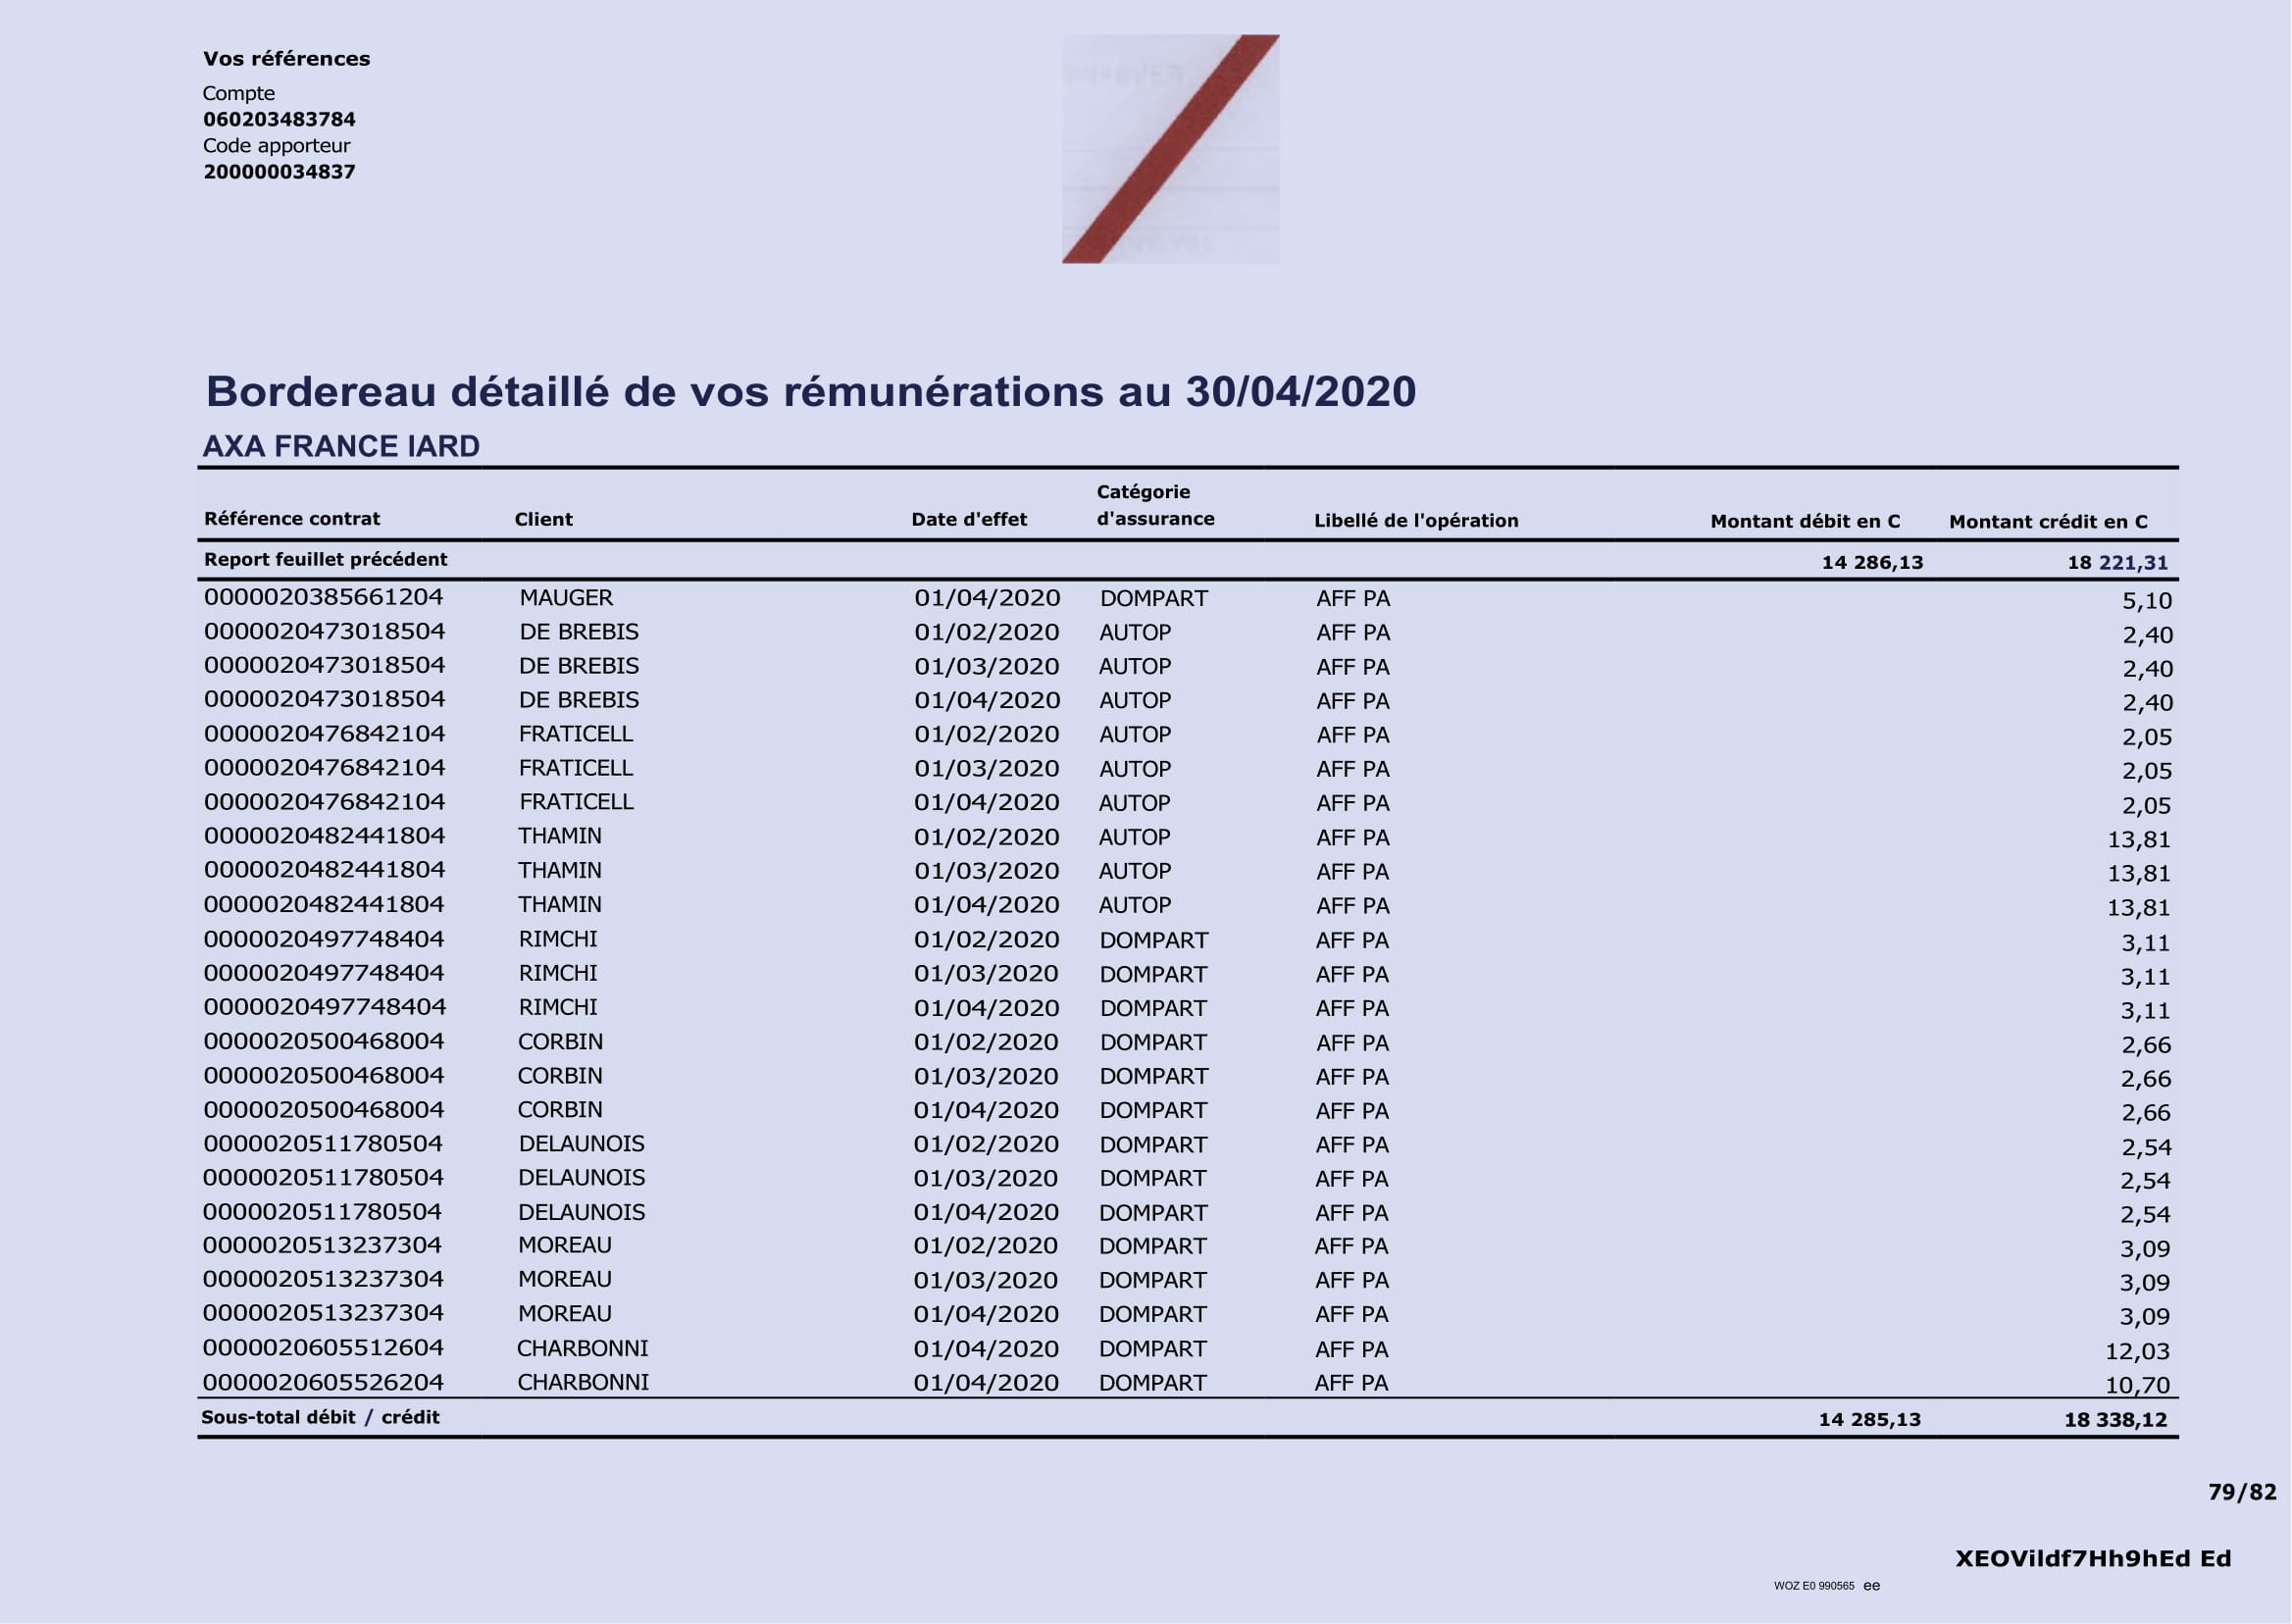 Vos références
Compte
060203483784
Code apporteur
200000034837
Bordereau détaillé de vos rémunérations au 30/04/2020
AXA FRANCE IARD
Référence contrat Client Date d'effet Catégorie d'assurance Libellé de l'opération Montant débit en C Montant crédit en C
Report feuillet précédent 14 286,13 18 221,31
0000020385661204 MAUGER 01/04/2020 DOMPART AFF PA 5,10
0000020473018504 DE BREBIS 01/02/2020 AUTOP AFF PA 2,40
0000020473018504 DE BREBIS 01/03/2020 AUTOP AFF PA 2,40
0000020473018504 DE BREBIS 01/04/2020 AUTOP AFF PA 2,40
0000020476842104 FRATICELL 01/02/2020 AUTOP AFF PA 2,05
0000020476842104 FRATICELL 01/03/2020 AUTOP AFF PA 2,05
0000020476842104 FRATICELL 01/04/2020 AUTOP AFF PA 2,05
0000020482441804 THAMIN 01/02/2020 AUTOP AFF PA 13,81
0000020482441804 THAMIN 01/03/2020 AUTOP AFF PA 13,81
0000020482441804 THAMIN 01/04/2020 AUTOP AFF PA 13,81
0000020497748404 RIMCHI 01/02/2020 DOMPART AFF PA 3,11
0000020497748404 RIMCHI 01/03/2020 DOMPART AFF PA 3,11
0000020497748404 RIMCHI 01/04/2020 DOMPART AFF PA 3,11
0000020500468004 CORBIN 01/02/2020 DOMPART AFF PA 2,66
0000020500468004 CORBIN 01/03/2020 DOMPART AFF PA 2,66
0000020500468004 CORBIN 01/04/2020 DOMPART AFF PA 2,66
0000020511780504 DELAUNOIS 01/02/2020 DOMPART AFF PA 2,54
0000020511780504 DELAUNOIS 01/03/2020 DOMPART AFF PA 2,54
0000020511780504 DELAUNOIS 01/04/2020 DOMPART AFF PA 2,54
0000020513237304 MOREAU 01/02/2020 DOMPART AFF PA 3,09
0000020513237304 MOREAU 01/03/2020 DOMPART AFF PA 3,09
0000020513237304 MOREAU 01/04/2020 DOMPART AFF PA 3,09
0000020605512604 CHARBONNI 01/04/2020 DOMPART AFF PA 12,03
0000020605526204 CHARBONNI 01/04/2020 DOMPART AFF PA 10,70
Sous-total débit / crédit 14 285,13 18 338,12
79/82
XEOVildf7Hh9hEd Ed
WOZ E0 990565 ee